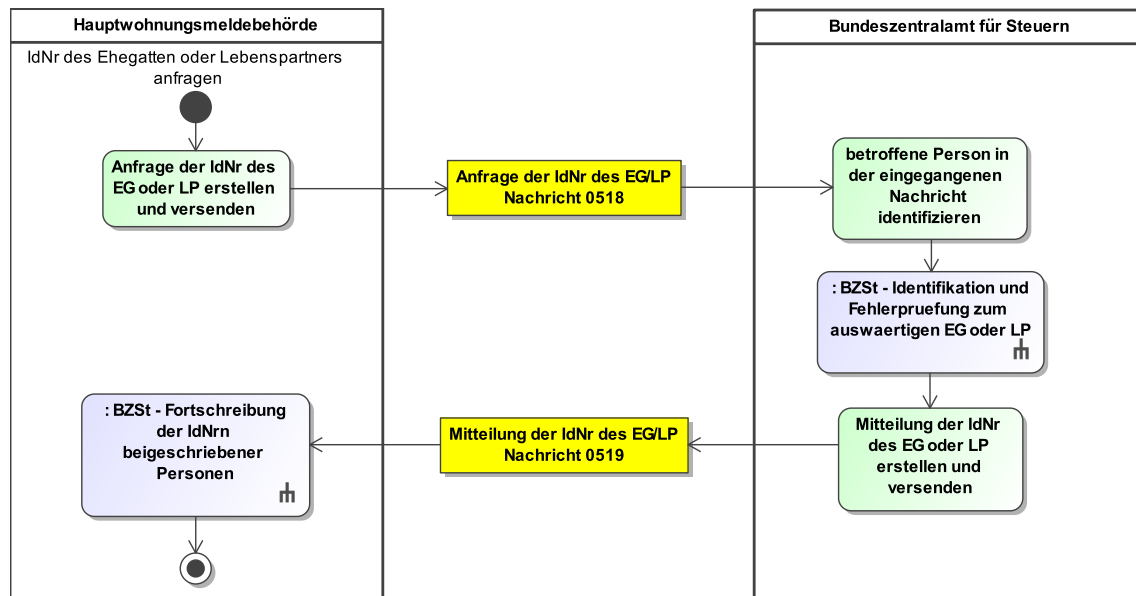 Hauptwohnungsmeldebehörde
Bundeszentralamt für Steuern
IdNr des Ehegatten oder Lebenspartners
anfragen
Anfrage der IdNr des
EG oder LP erstellen
und versenden
Anfrage der IdNr des EG/LP
Nachricht 0518
betroffene Person in
der eingegangenen
Nachricht
identifizieren
: BZSt - Identifikation und
Fehlerpruefung zum
auswaertigen EG oder LP
Mitteilung der IdNr
des EG oder LP
erstellen und
versenden
Mitteilung der IdNr des EG/LP
Nachricht 0519
: BZSt - Fortschreibung
der IdNrn
beigeschriebener
Personen